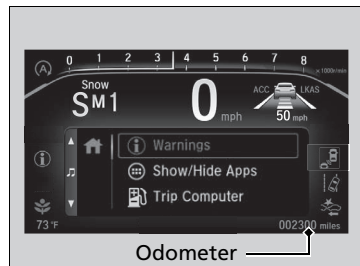 0 1 2 3 4 5 6 7 8
x 1000r/min
A
Snow
SM1
0 mph
ACC LKAS
50 mph
Warnings
Show/Hide Apps
Trip Computer
73 °F
002300 miles
Odometer